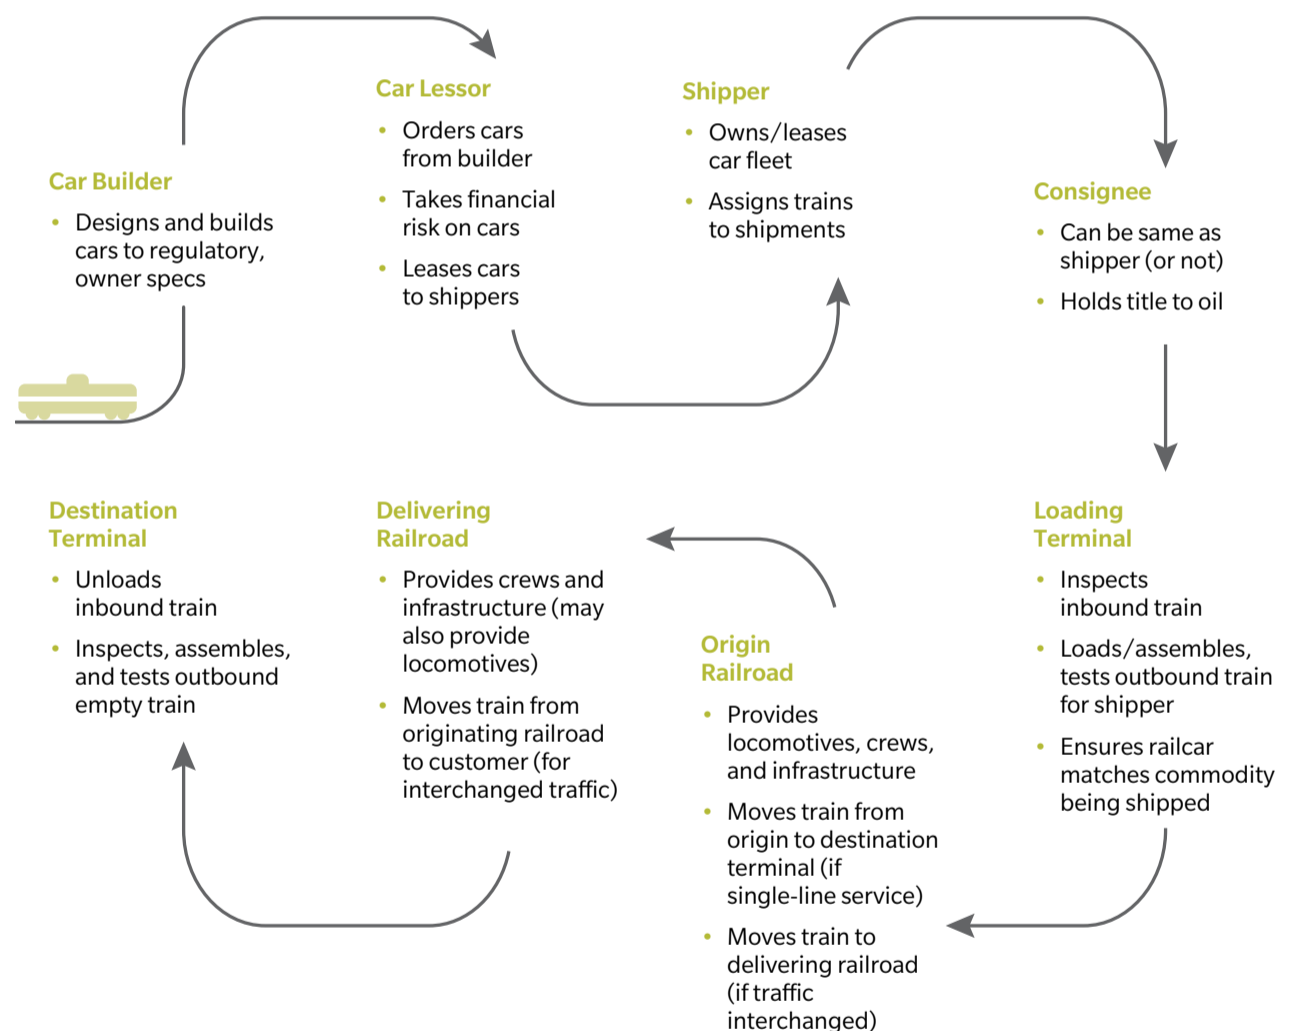 Car Builder
• Designs and builds
cars to regulatory,
owner specs
Car Lessor
• Orders cars
from builder
• Takes financial
risk on cars
• Leases cars
to shippers
Shipper
• Owns/leases
car fleet
• Assigns trains
to shipments
Consignee
• Can be same as
shipper (or not)
• Holds title to oil
Loading
Terminal
• Inspects
inbound train
• Loads/assembles,
tests outbound train
for shipper
• Ensures railcar
matches commodity
being shipped
Origin
Railroad
• Provides
locomotives, crews,
and infrastructure
• Moves train from
origin to destination
terminal (if
single-line service)
• Moves train to
delivering railroad
(if traffic
interchanged)
Delivering
Railroad
• Provides crews and
infrastructure (may
also provide
locomotives)
• Moves train from
originating railroad
to customer (for
interchanged traffic)
Destination
Terminal
• Unloads
inbound train
• Inspects, assembles,
and tests outbound
empty train